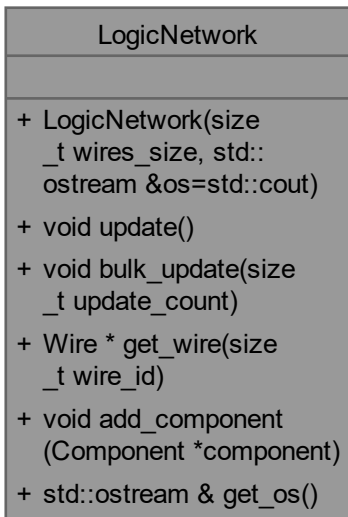 LogicNetwork
+ LogicNetwork(size
_t wires_size, std::
ostream &os=std::cout)
+ void update()
+ void bulk_update(size
_t update_count)
+ Wire * get_wire(size
_t wire_id)
+ void add_component
(Component *component)
+ std::ostream & get_os()